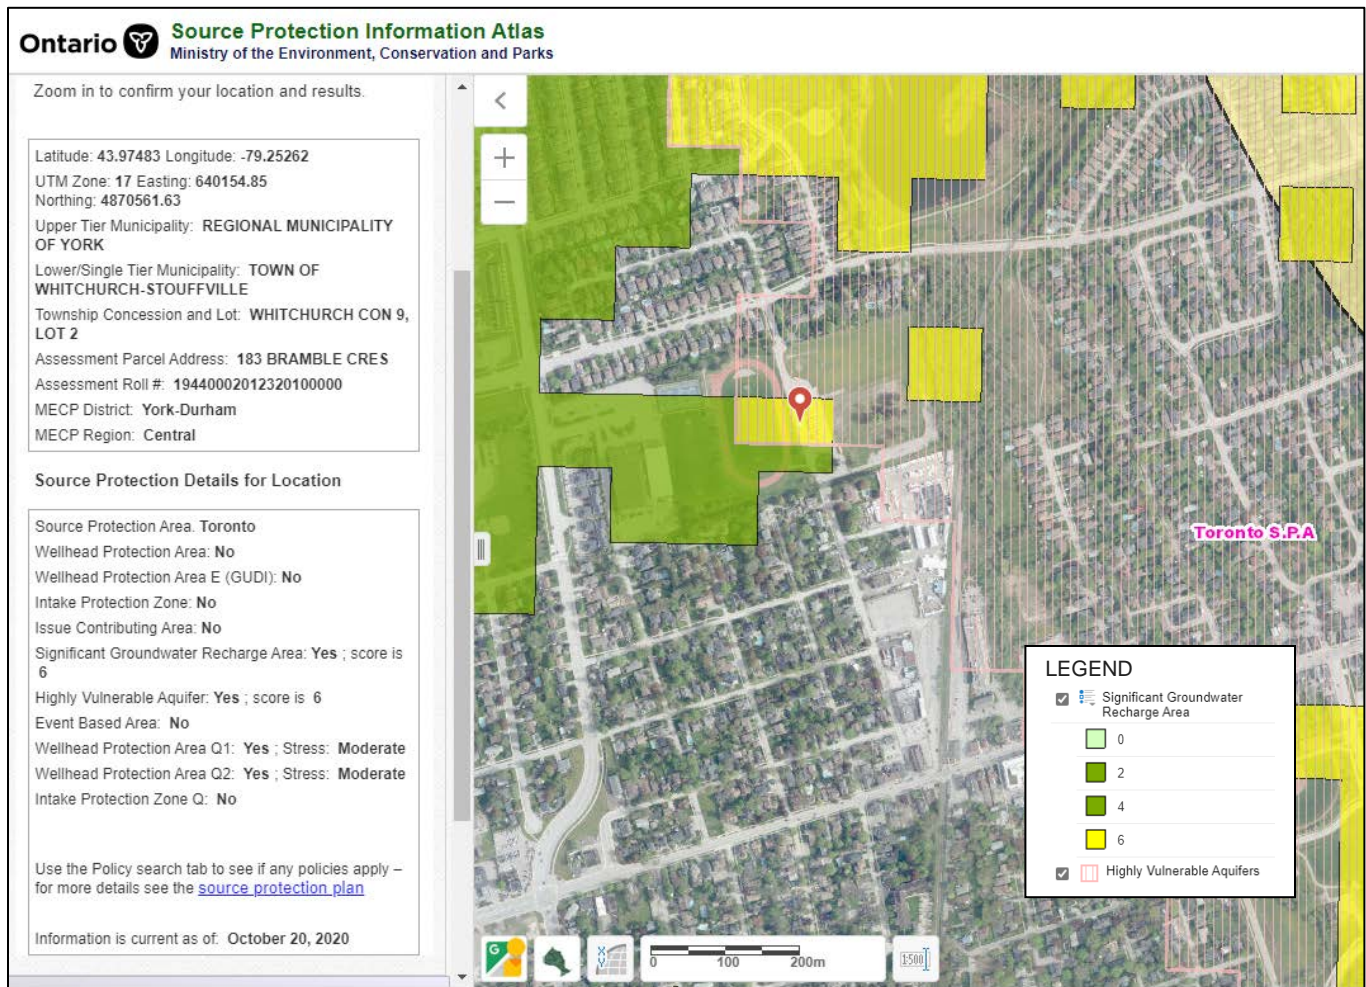 Ontario
Source Protection Information Atlas
Ministry of the Environment, Conservation and Parks
Zoom in to confirm your location and results.
Latitude: 43.97483 Longitude: -79.25262
UTM Zone: 17 Easting: 640154.85
Northing: 4870561.63
Upper Tier Municipality: REGIONAL MUNICIPALITY
OF YORK
Lower/Single Tier Municipality: TOWN OF
WHITCHURCH-STOUFFVILLE
Township Concession and Lot: WHITCHURCH CON 9,
LOT 2
Assessment Parcel Address: 183 BRAMBLE CRES
Assessment Roll #: 19440002012320100000
MECP District: York-Durham
MECP Region: Central
Source Protection Details for Location
Source Protection Area: Toronto
Wellhead Protection Area: No
Wellhead Protection Area E (GUDI): No
Intake Protection Zone: No
Issue Contributing Area: No
Significant Groundwater Recharge Area: Yes ; score is
6
Highly Vulnerable Aquifer: Yes ; score is 6
Event Based Area: No
Wellhead Protection Area Q1: Yes ; Stress: Moderate
Wellhead Protection Area Q2: Yes ; Stress: Moderate
Intake Protection Zone Q: No
Use the Policy search tab to see if any policies apply –
for more details see the source protection plan
Information is current as of: October 20, 2020
Toronto S.P.A
LEGEND
Significant Groundwater
Recharge Area
0
2
4
6
Highly Vulnerable Aquifers
G
X
Y
0 100 200m
1:500